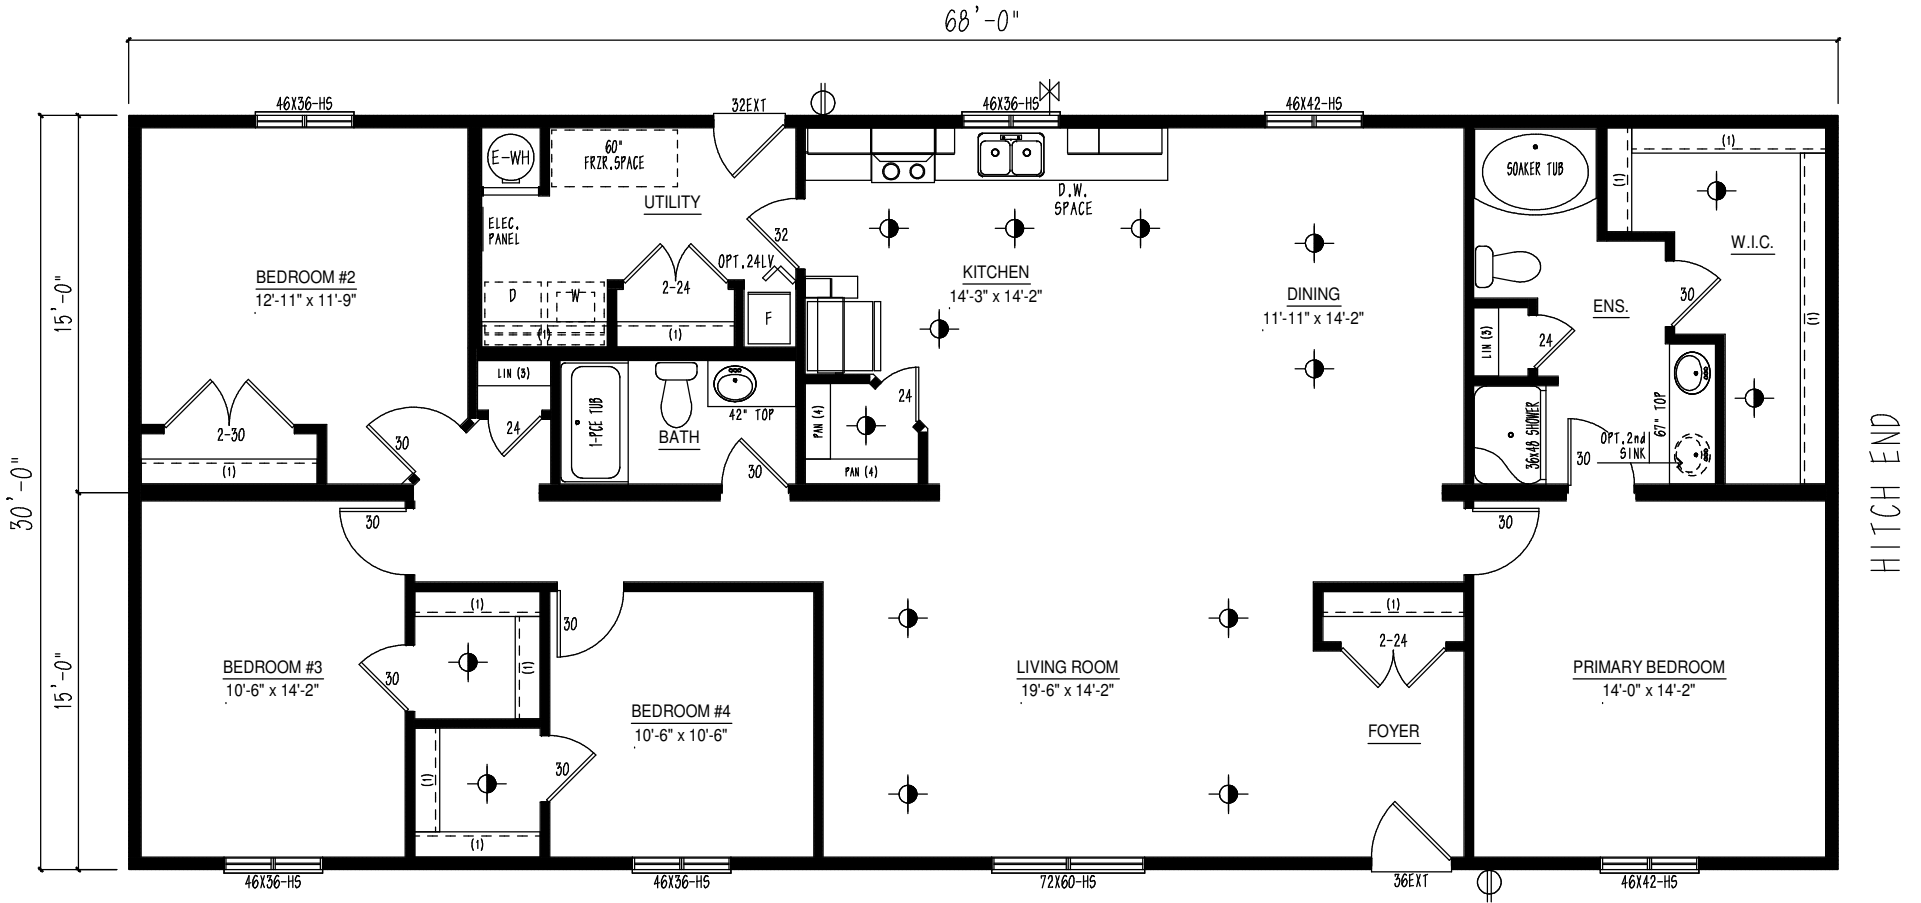 68'-0"
46X36-HS
32EXT
46X36-HS
46X42-HS
E-WH
60"
FRZR.SPACE
UTILITY
ELEC.
PANEL
32
OPT.24LV
D
W
2-24
F
(1)
(1)
D.W.
SPACE
SOAKER TUB
(1)
(1)
W.I.C.
BEDROOM #2
12'-11" x 11'-9"
KITCHEN
14'-3" x 14'-2"
DINING
11'-11" x 14'-2"
ENS.
30
(1)
15'-0"
LIN (3)
24
LIN (3)
24
1-PCE TUB
42" TOP
BATH
30
PAN (4)
24
PAN (4)
36x48 SHOWER
67" TOP
OPT.2nd
SINK
30
2-30
(1)
30
30'-0"
HITCH END
30
30
15'-0"
(1)
(1)
30
BEDROOM #3
10'-6" x 14'-2"
30
BEDROOM #4
10'-6" x 10'-6"
30
(1)
(1)
LIVING ROOM
19'-6" x 14'-2"
(1)
2-24
FOYER
PRIMARY BEDROOM
14'-0" x 14'-2"
46X36-HS
46X36-HS
72X60-HS
36EXT
46X42-HS